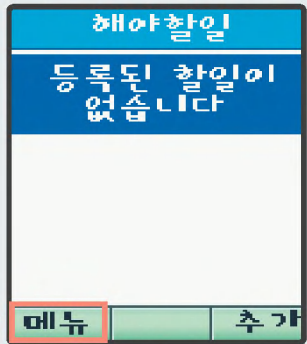 해야할일
등록된 할일이
없습니다
메뉴
추가